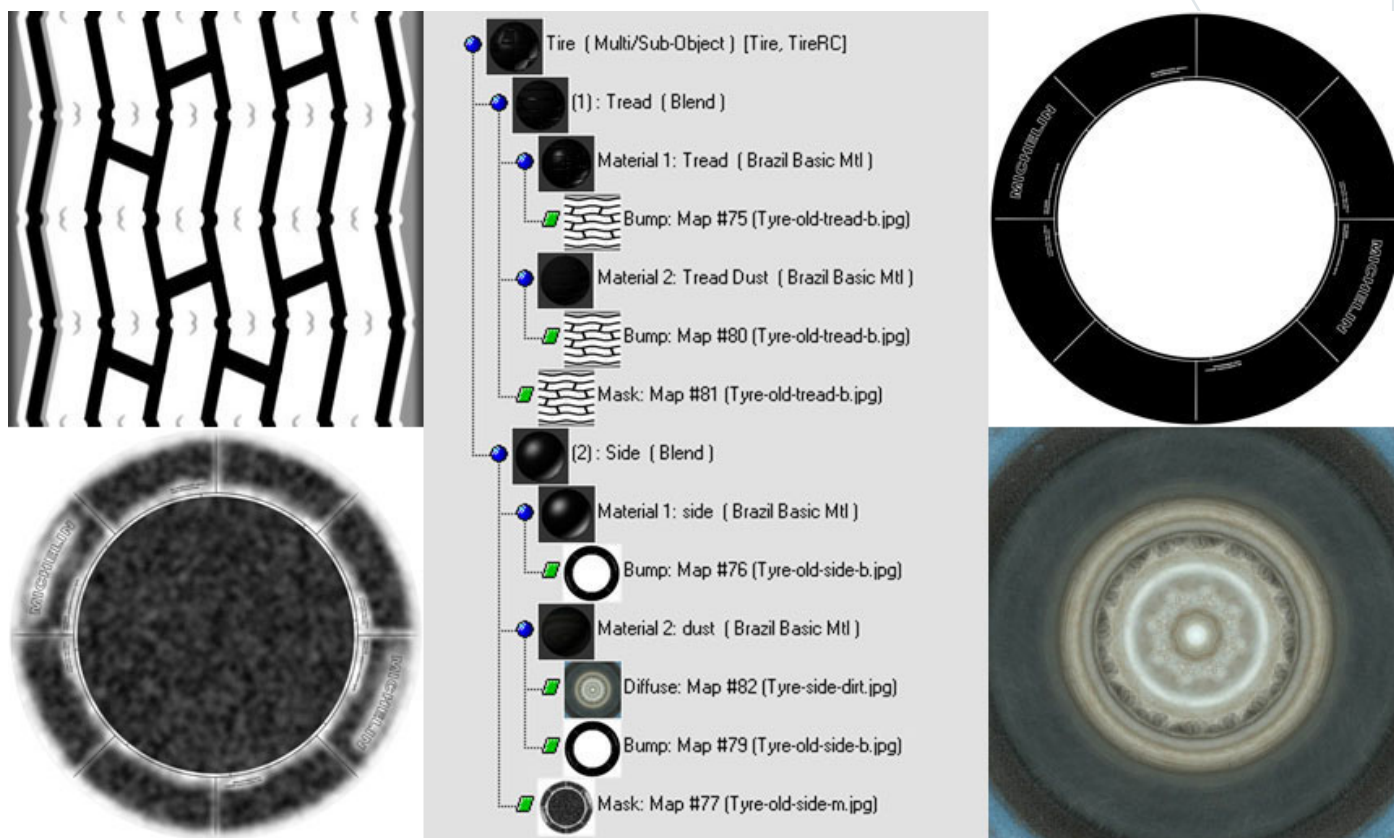 Tire ( Multi/Sub-Object ) [Tire, TireRC]
(1) : Tread ( Blend )
Material 1: Tread ( Brazil Basic Mtl )
Bump: Map #75 (Tyre-old-tread-b.jpg)
Material 2: Tread Dust ( Brazil Basic Mtl )
Bump: Map #80 (Tyre-old-tread-b.jpg)
Mask: Map #81 (Tyre-old-tread-b.jpg)
(2) : Side ( Blend )
Material 1: side ( Brazil Basic Mtl )
Bump: Map #76 (Tyre-old-side-b.jpg)
Material 2: dust ( Brazil Basic Mtl )
Diffuse: Map #82 (Tyre-side-dirt.jpg)
Bump: Map #79 (Tyre-old-side-b.jpg)
Mask: Map #77 (Tyre-old-side-m.jpg)
MICHELIN
MICHELIN
MICHELIN
MICHELIN